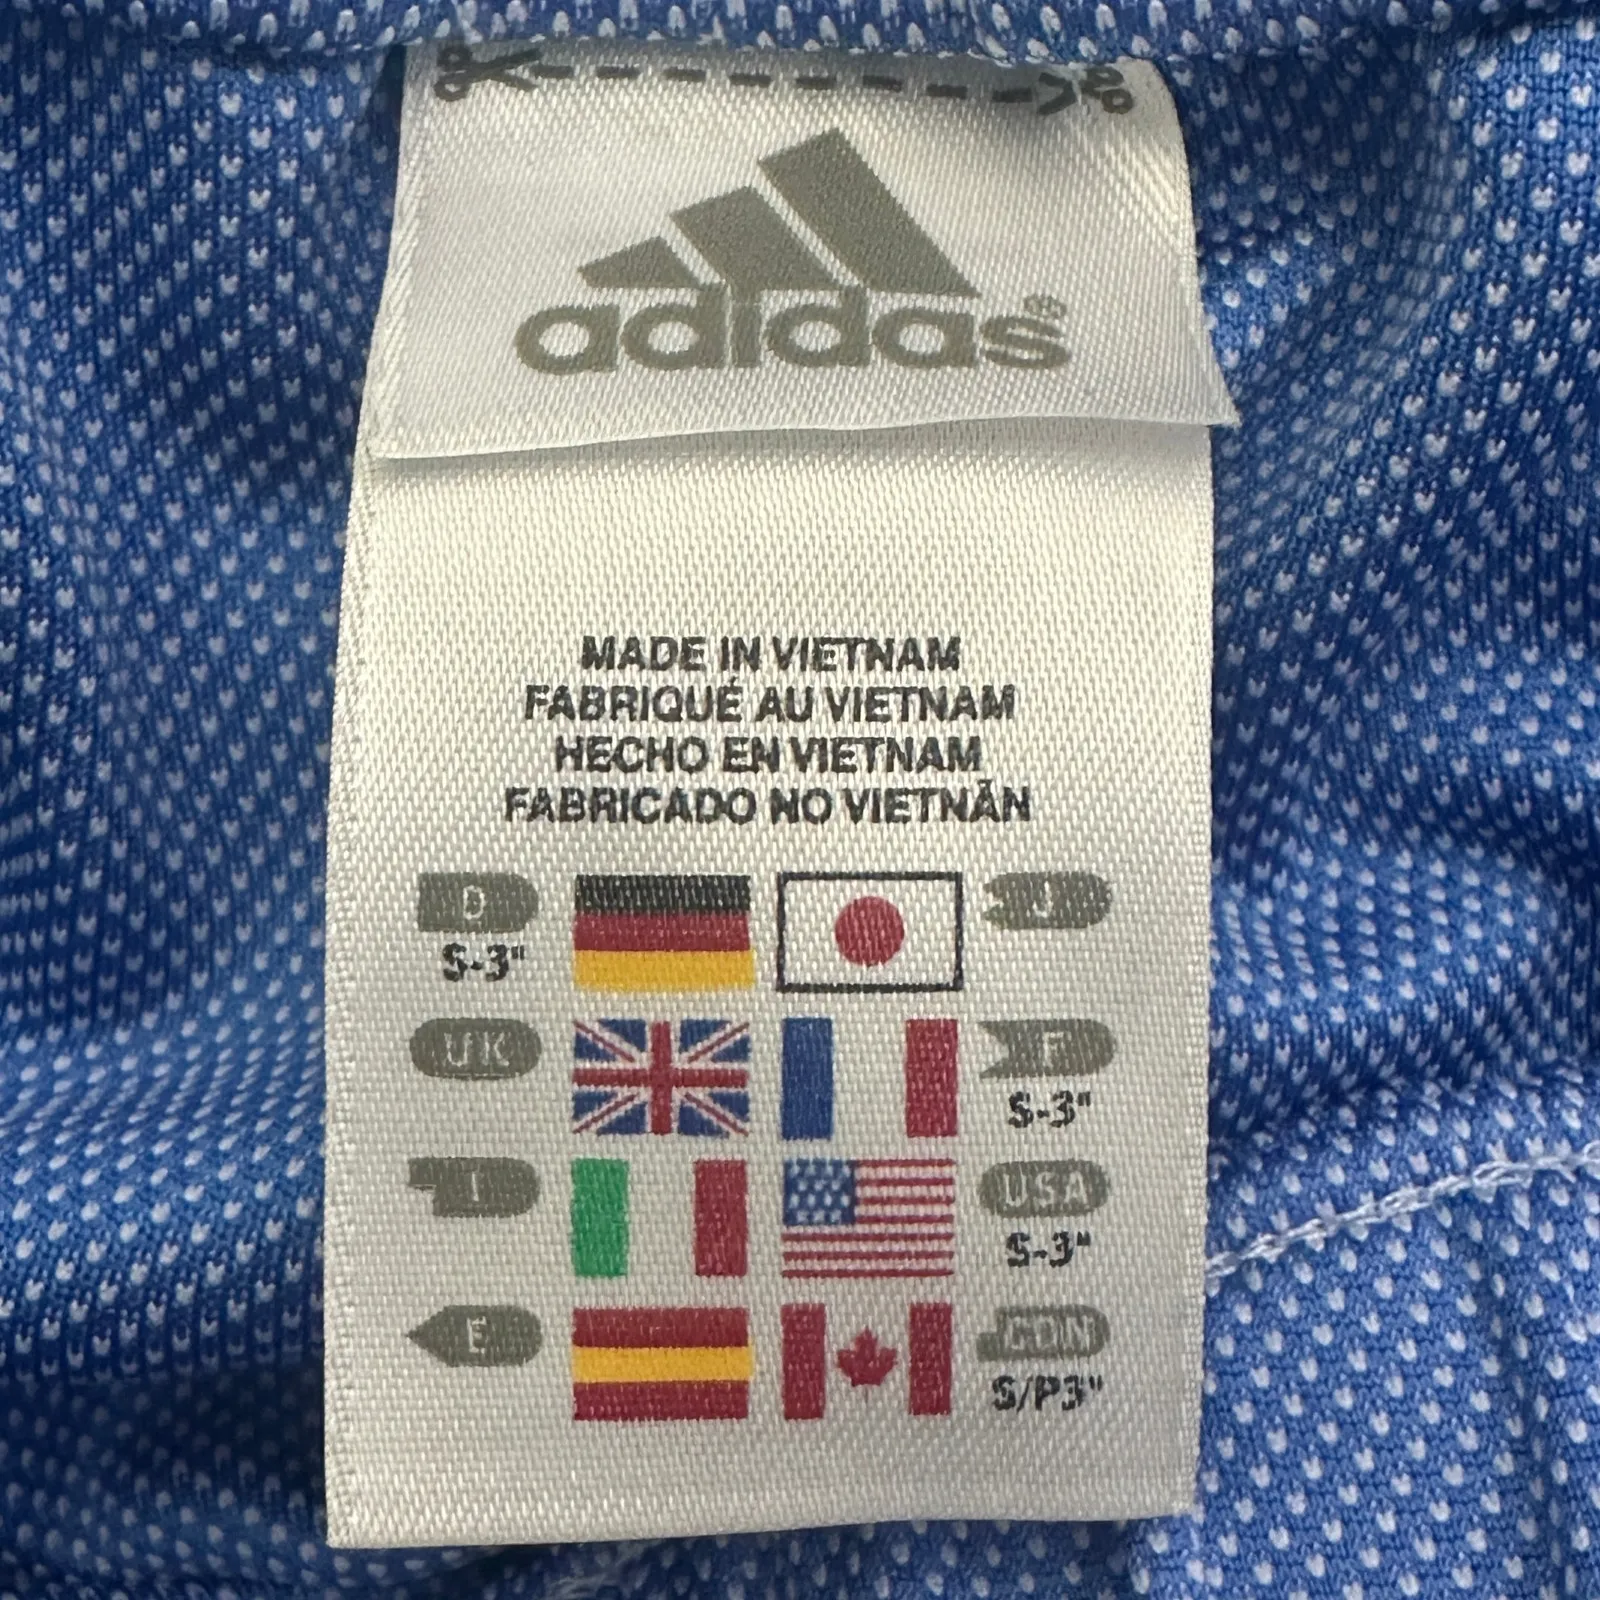 adidas®
MADE IN VIETNAM
FABRIQUÉ AU VIETNAM
HECHO EN VIETNAM
FABRICADO NO VIETNÃN
D
S-3"
J
UK
F
S-3"
I
USA
S-3"
E
CDN
S/P3"